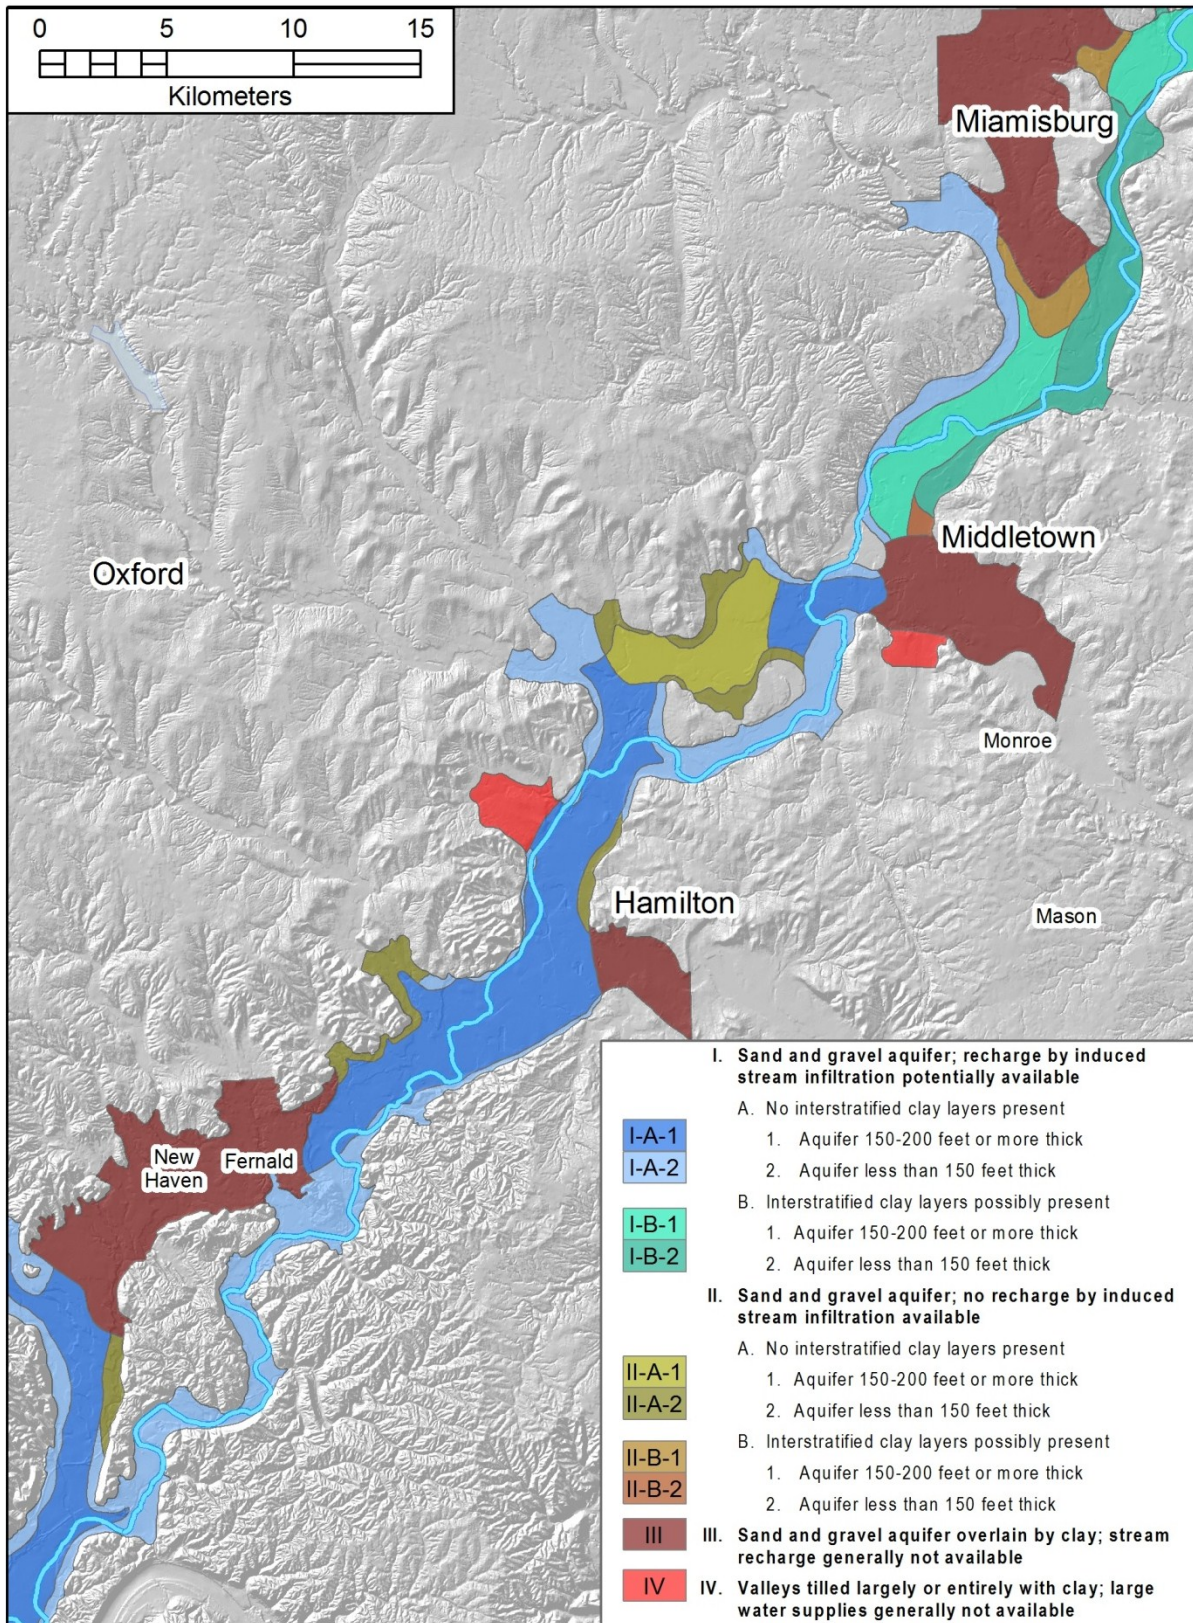 0 5 10 15
Kilometers
Miamisburg
Middletown
Oxford
Monroe
Hamilton
Mason
New
Haven
Fernald
I. Sand and gravel aquifer; recharge by induced
stream infiltration potentially available
A. No interstratified clay layers present
I-A-1 1. Aquifer 150-200 feet or more thick
I-A-2 2. Aquifer less than 150 feet thick
B. Interstratified clay layers possibly present
I-B-1 1. Aquifer 150-200 feet or more thick
I-B-2 2. Aquifer less than 150 feet thick
II. Sand and gravel aquifer; no recharge by induced
stream infiltration available
A. No interstratified clay layers present
II-A-1 1. Aquifer 150-200 feet or more thick
II-A-2 2. Aquifer less than 150 feet thick
B. Interstratified clay layers possibly present
II-B-1 1. Aquifer 150-200 feet or more thick
II-B-2 2. Aquifer less than 150 feet thick
III III. Sand and gravel aquifer overlain by clay; stream
recharge generally not available
IV IV. Valleys tilled largely or entirely with clay; large
water supplies generally not available